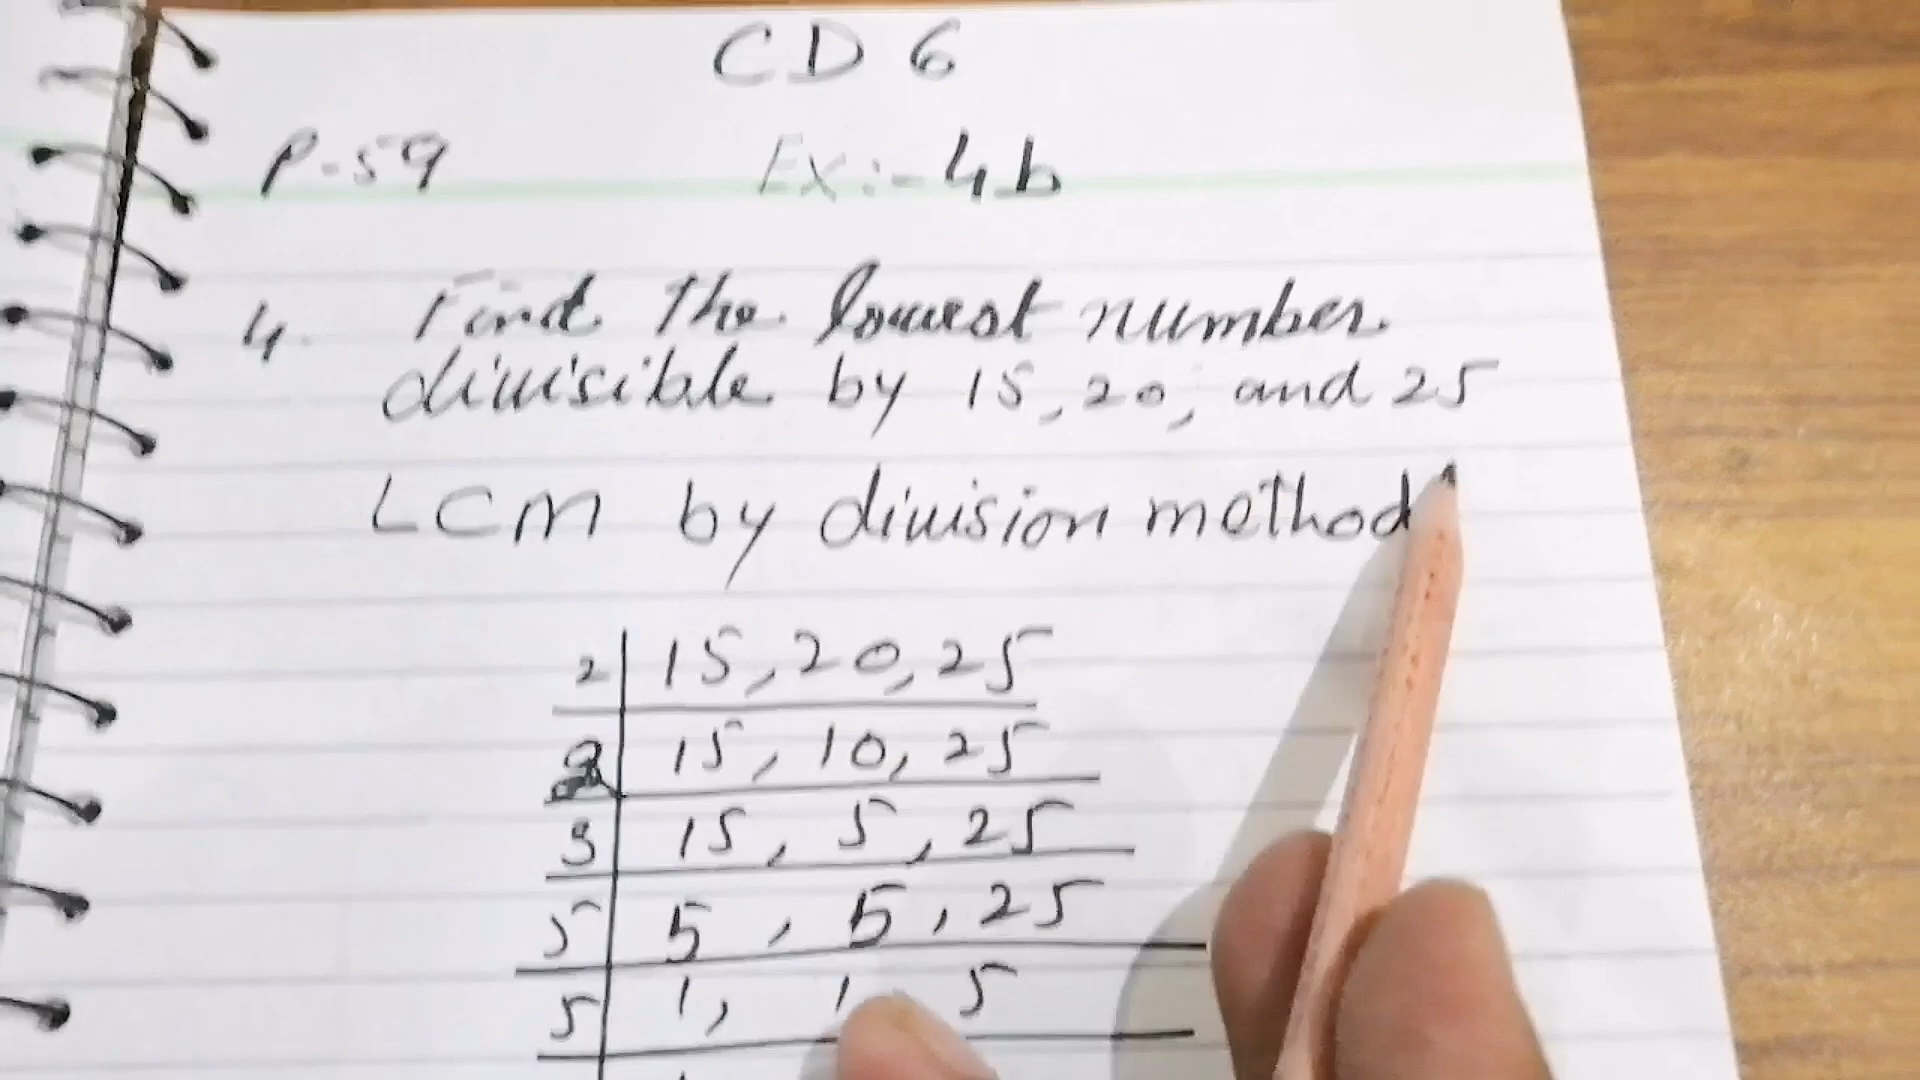 CD 6
P-59 Ex:-4b
4. Find the lowest number
divisible by 15, 20, and 25
LCM by division method
2 | 15, 20, 25
2 | 15, 10, 25
3 | 15, 5, 25
5 | 5, 5, 25
5 | 1, 1 5